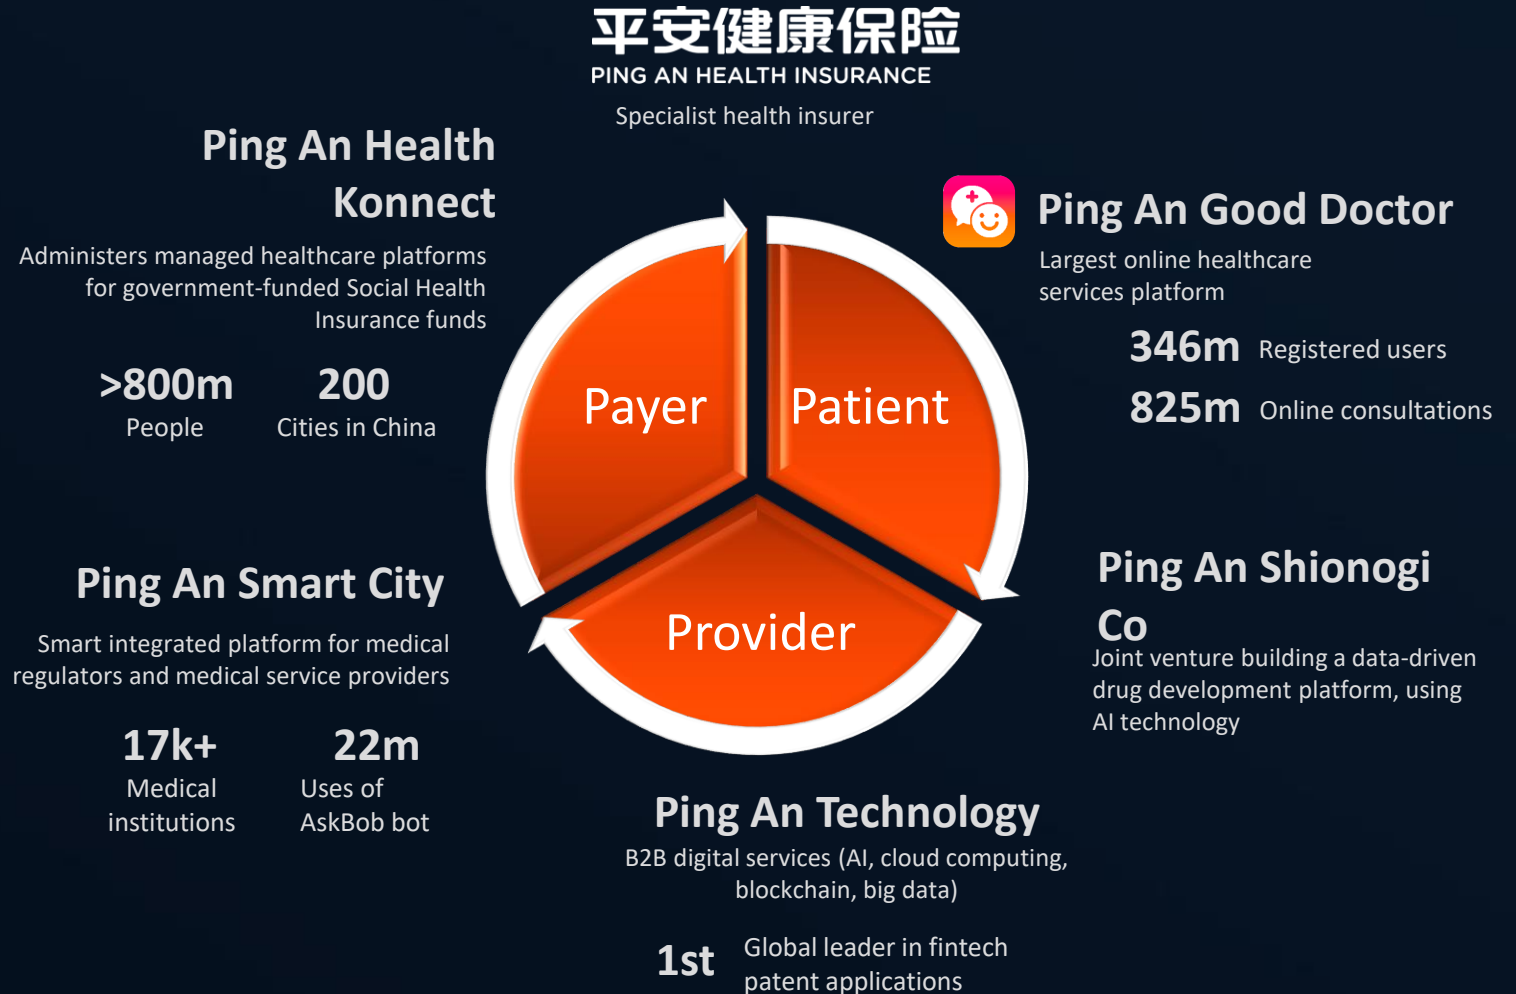 平安健康保险
PING AN HEALTH INSURANCE
Specialist health insurer
Ping An Health
Konnect
Administers managed healthcare platforms
for government-funded Social Health
Insurance funds
>800m
People
200
Cities in China
Ping An Good Doctor
Largest online healthcare
services platform
346m Registered users
825m Online consultations
Payer
Patient
Provider
Ping An Smart City
Smart integrated platform for medical
regulators and medical service providers
17k+
Medical
institutions
22m
Uses of
AskBob bot
Ping An Shionogi
Co
Joint venture building a data-driven
drug development platform, using
AI technology
Ping An Technology
B2B digital services (AI, cloud computing,
blockchain, big data)
1st
Global leader in fintech
patent applications